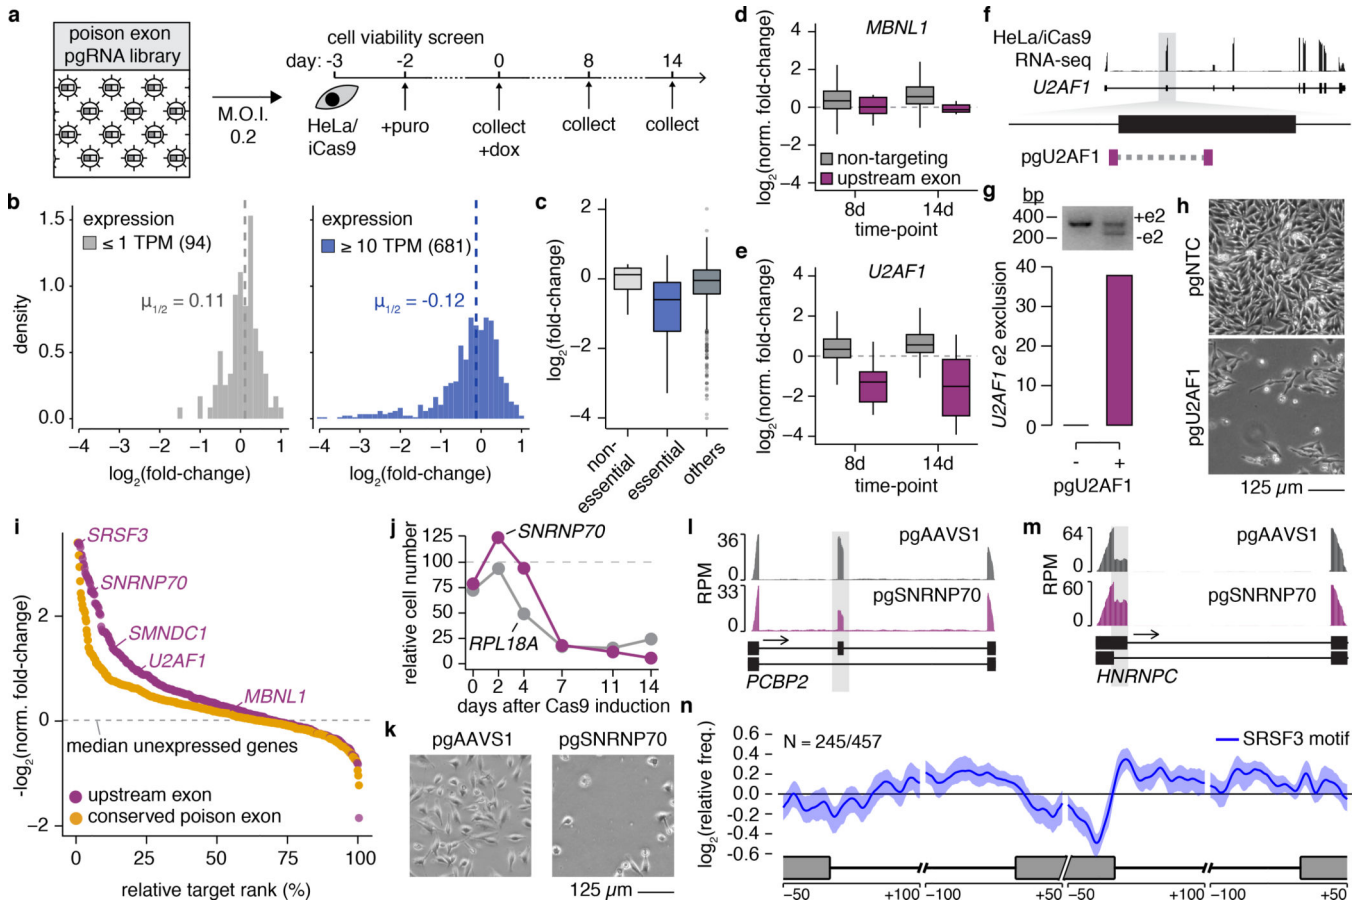 a
poison exon
pgRNA library
M.O.I.
0.2
cell viability screen
day: -3 -2 0 8 14
HeLa/
iCas9
+puro
collect
+dox
collect
collect
b
expression
≤ 1 TPM (94)
μ1/2 = 0.11
density
1.5
1.0
0.5
0.0
−4 −3 −2 −1 0 1
log2(fold-change)
expression
≥ 10 TPM (681)
μ1/2 = -0.12
−4 −3 −2 −1 0 1
log2(fold-change)
c
log2(fold-change)
2
0
−2
−4
non-
essential
essential
others
d
MBNL1
log2(norm. fold-change)
4
2
0
−2
−4
non-targeting
upstream exon
8d 14d
time-point
e
U2AF1
log2(norm. fold-change)
4
2
0
−2
−4
8d 14d
time-point
f
HeLa/iCas9
RNA-seq
U2AF1
pgU2AF1
g
bp
400
200
+e2
-e2
U2AF1 e2 exclusion
40
30
20
10
0
- +
pgU2AF1
h
pgNTC
pgU2AF1
125 μm
i
SRSF3
SNRNP70
SMNDC1
U2AF1
MBNL1
-log2(norm. fold-change)
2
0
−2
median unexpressed genes
upstream exon
conserved poison exon
0 25 50 75 100
relative target rank (%)
j
relative cell number
125
100
75
50
25
0
SNRNP70
RPL18A
0 2 4 7 11 14
days after Cas9 induction
k
pgAAVS1
pgSNRNP70
125 μm
l
RPM
36
0
pgAAVS1
33
0
pgSNRNP70
PCBP2
m
RPM
64
0
pgAAVS1
60
0
pgSNRNP70
HNRNPC
n
N = 245/457
SRSF3 motif
log2(relative freq.)
0.6
0.4
0.2
0.0
-0.2
-0.4
-0.6
−50 +100 −100 +50 −50 +100 −100 +50